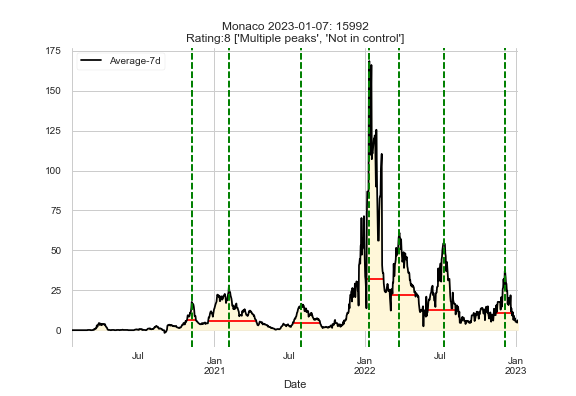 Monaco 2023-01-07: 15992
Rating:8 ['Multiple peaks', 'Not in control']
Average-7d
175
150
125
100
75
50
25
0
Jul
Jan
2021
Jul
Jan
2022
Jul
Jan
2023
Date